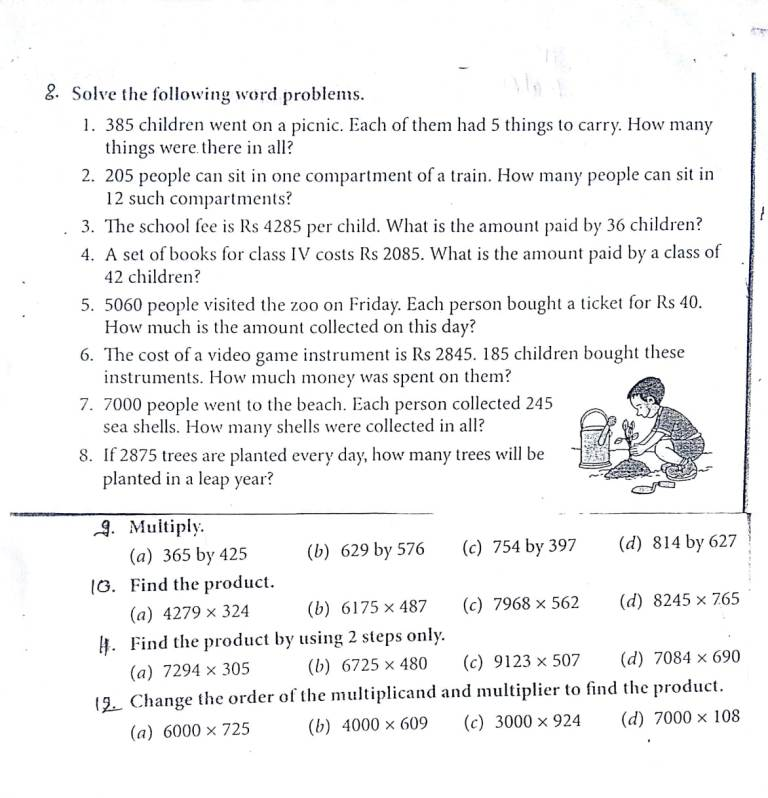 8. Solve the following word problems.
1. 385 children went on a picnic. Each of them had 5 things to carry. How many
things were there in all?
2. 205 people can sit in one compartment of a train. How many people can sit in
12 such compartments?
3. The school fee is Rs 4285 per child. What is the amount paid by 36 children?
4. A set of books for class IV costs Rs 2085. What is the amount paid by a class of
42 children?
5. 5060 people visited the zoo on Friday. Each person bought a ticket for Rs 40.
How much is the amount collected on this day?
6. The cost of a video game instrument is Rs 2845. 185 children bought these
instruments. How much money was spent on them?
7. 7000 people went to the beach. Each person collected 245
sea shells. How many shells were collected in all?
8. If 2875 trees are planted every day, how many trees will be
planted in a leap year?
9. Multiply.
(a) 365 by 425 (b) 629 by 576 (c) 754 by 397 (d) 814 by 627
10. Find the product.
(a) 4279 × 324 (b) 6175 × 487 (c) 7968 × 562 (d) 8245 × 765
11. Find the product by using 2 steps only.
(a) 7294 × 305 (b) 6725 × 480 (c) 9123 × 507 (d) 7084 × 690
12. Change the order of the multiplicand and multiplier to find the product.
(a) 6000 × 725 (b) 4000 × 609 (c) 3000 × 924 (d) 7000 × 108